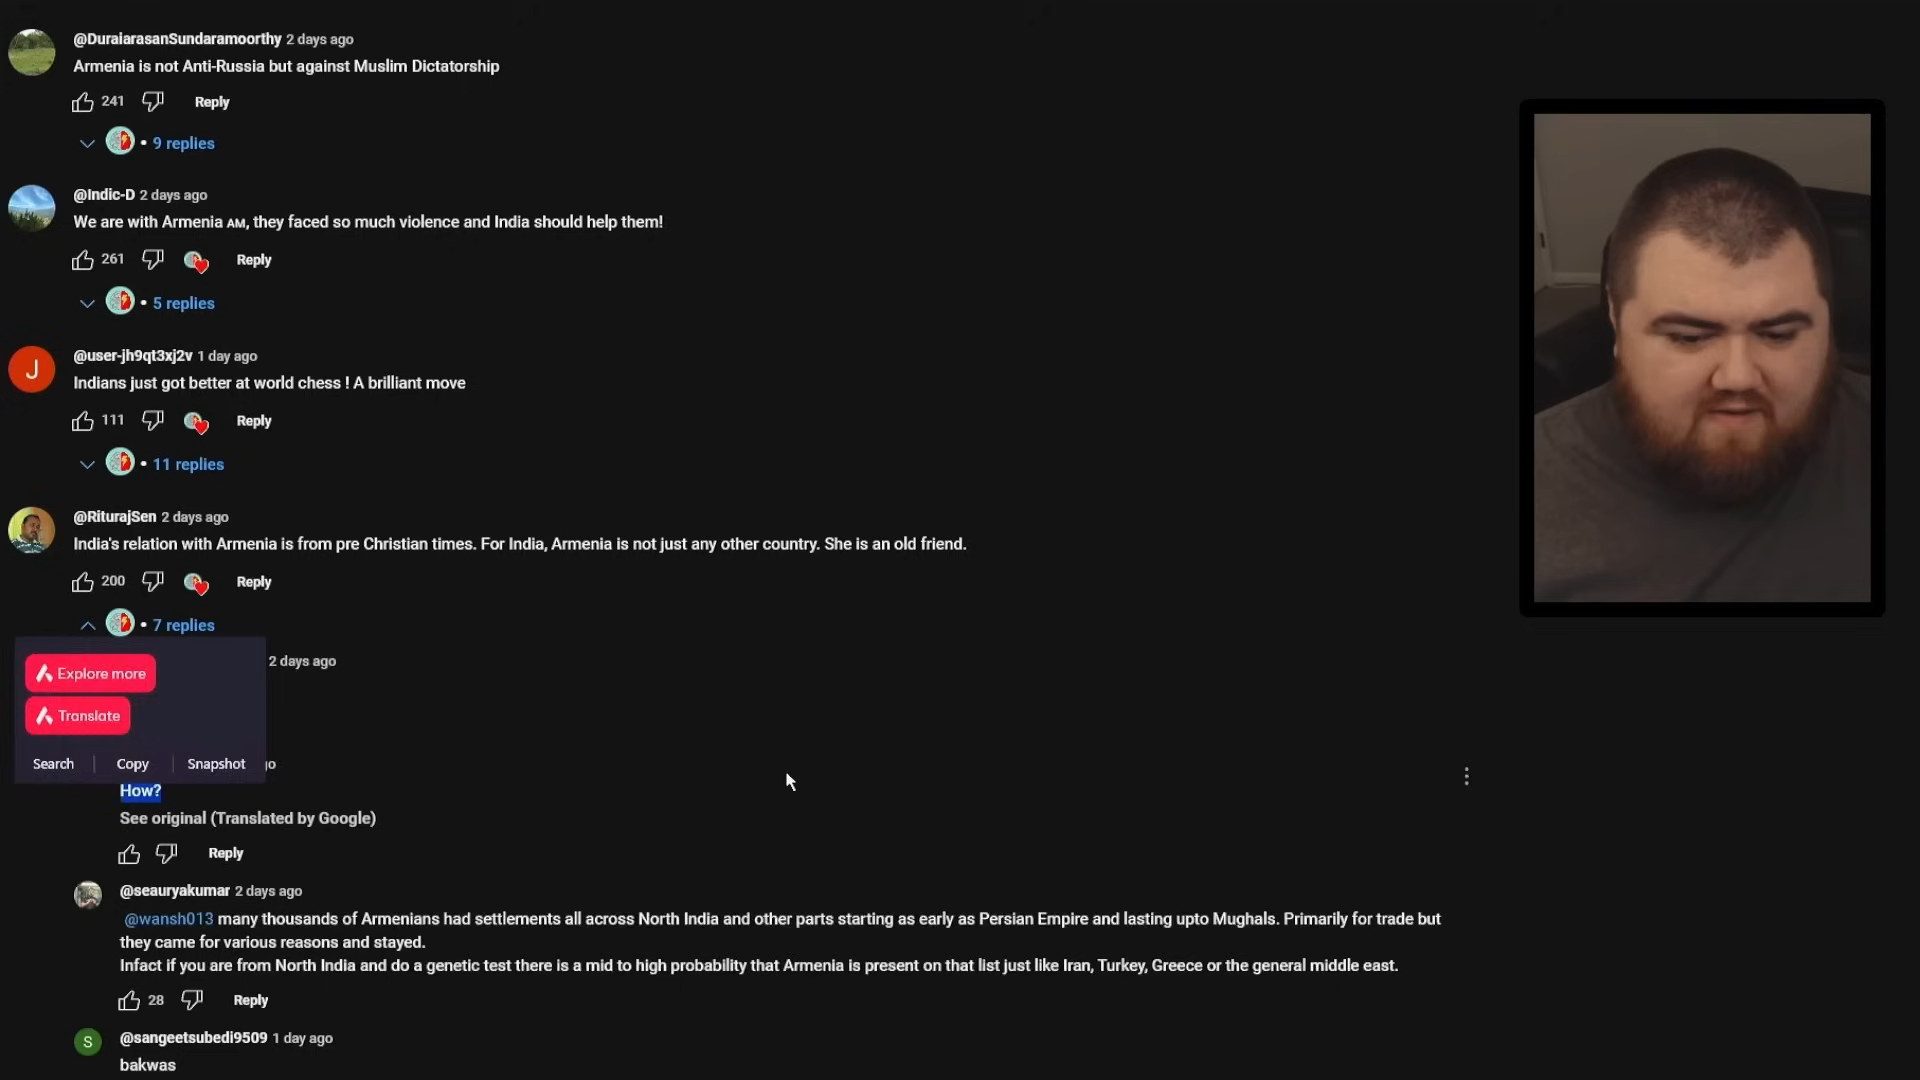 @DuraiarasanSundaramoorthy 2 days ago
Armenia is not Anti-Russia but against Muslim Dictatorship
241 Reply
• 9 replies
@Indic-D 2 days ago
We are with Armenia AM, they faced so much violence and India should help them!
261 Reply
• 5 replies
J
@user-jh9qt3xj2v 1 day ago
Indians just got better at world chess ! A brilliant move
111 Reply
• 11 replies
@RiturajSen 2 days ago
India's relation with Armenia is from pre Christian times. For India, Armenia is not just any other country. She is an old friend.
200 Reply
• 7 replies
2 days ago
Explore more
Translate
Search | Copy | Snapshot
How?
See original (Translated by Google)
Reply
@seauryakumar 2 days ago
@wansh013 many thousands of Armenians had settlements all across North India and other parts starting as early as Persian Empire and lasting upto Mughals. Primarily for trade but
they came for various reasons and stayed.
Infact if you are from North India and do a genetic test there is a mid to high probability that Armenia is present on that list just like Iran, Turkey, Greece or the general middle east.
28 Reply
S
@sangeetsubedi9509 1 day ago
bakwas